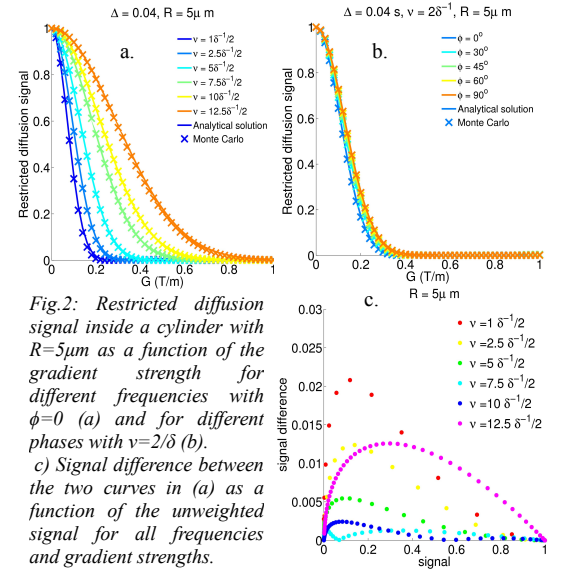 Δ = 0.04, R = 5μ m
a.
ν = 1δ⁻¹/2
ν = 2.5δ⁻¹/2
ν = 5δ⁻¹/2
ν = 7.5δ⁻¹/2
ν = 10δ⁻¹/2
ν = 12.5δ⁻¹/2
Analytical solution
Monte Carlo
Restricted diffusion signal
1
0.8
0.6
0.4
0.2
0
0 0.2 0.4 0.6 0.8 1
G (T/m)
Δ = 0.04 s, ν = 2δ⁻¹, R = 5μ m
b.
ϕ = 0°
ϕ = 30°
ϕ = 45°
ϕ = 60°
ϕ = 90°
Analytical solution
Monte Carlo
Restricted diffusion signal
1
0.8
0.6
0.4
0.2
0
0 0.2 0.4 0.6 0.8 1
G (T/m)
Fig.2: Restricted diffusion
signal inside a cylinder with
R=5μm as a function of the
gradient strength for
different frequencies with
ϕ=0 (a) and for different
phases with ν=2/δ (b).
c) Signal difference between
the two curves in (a) as a
function of the unweighted
signal for all frequencies
and gradient strengths.
c.
R = 5μ m
ν =1 δ⁻¹/2
ν =2.5 δ⁻¹/2
ν =5 δ⁻¹/2
ν =7.5 δ⁻¹/2
ν =10 δ⁻¹/2
ν =12.5 δ⁻¹/2
signal difference
0.03
0.025
0.02
0.015
0.01
0.005
0
0 0.2 0.4 0.6 0.8 1
signal